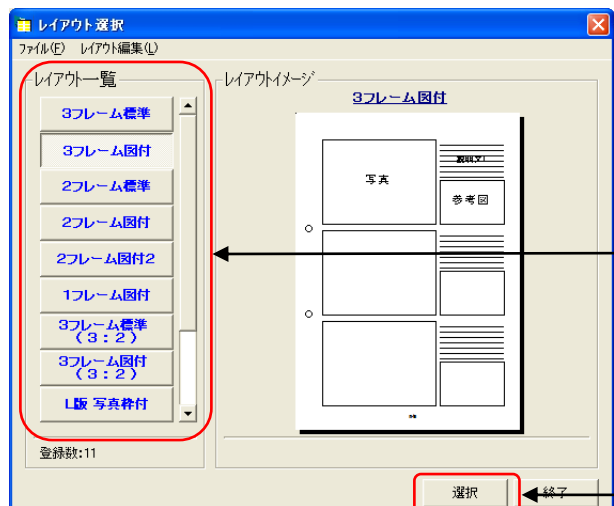 レイアウト選択
ファイル(F) レイアウト編集(L)
レイアウト一覧
3フレーム標準
3フレーム図付
2フレーム標準
2フレーム図付
2フレーム図付2
1フレーム図付
3フレーム標準
(3:2)
3フレーム図付
(3:2)
L版 写真枠付
登録数:11
レイアウトイメージ
3フレーム図付
写真
説明文1
参考図
選択
終了